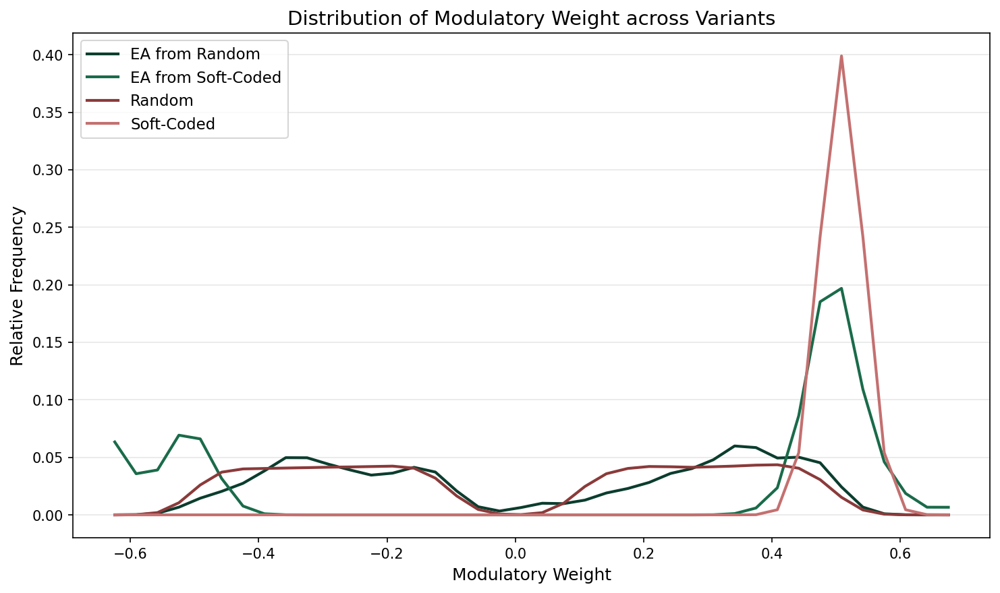 Distribution of Modulatory Weight across Variants
EA from Random
EA from Soft-Coded
Random
Soft-Coded
0.40
0.35
0.30
0.25
0.20
0.15
0.10
0.05
0.00
Relative Frequency
−0.6
−0.4
−0.2
0.0
0.2
0.4
0.6
Modulatory Weight